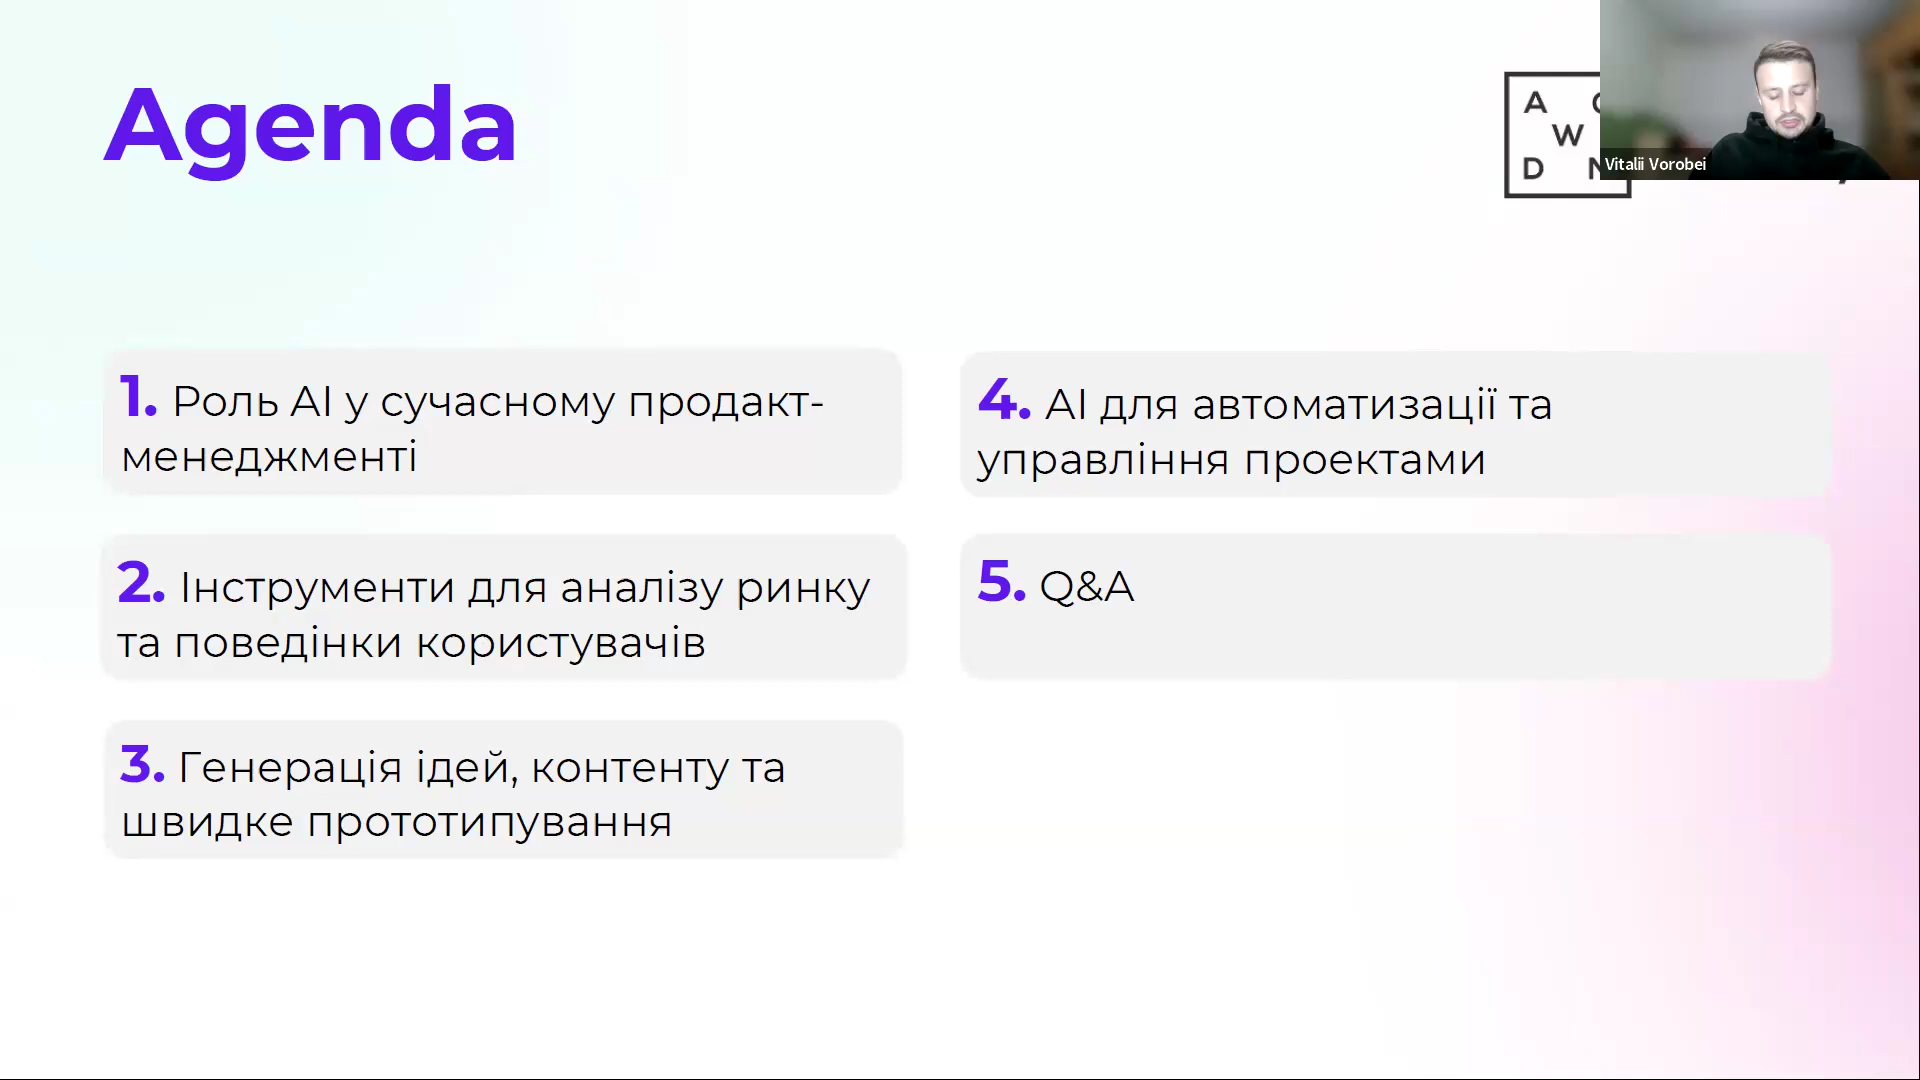 Agenda
A
W
D
Vitalii Vorobei
1. Роль AI у сучасному продакт-
менеджменті
2. Інструменти для аналізу ринку
та поведінки користувачів
3. Генерація ідей, контенту та
швидке прототипування
4. AI для автоматизації та
управління проектами
5. Q&A